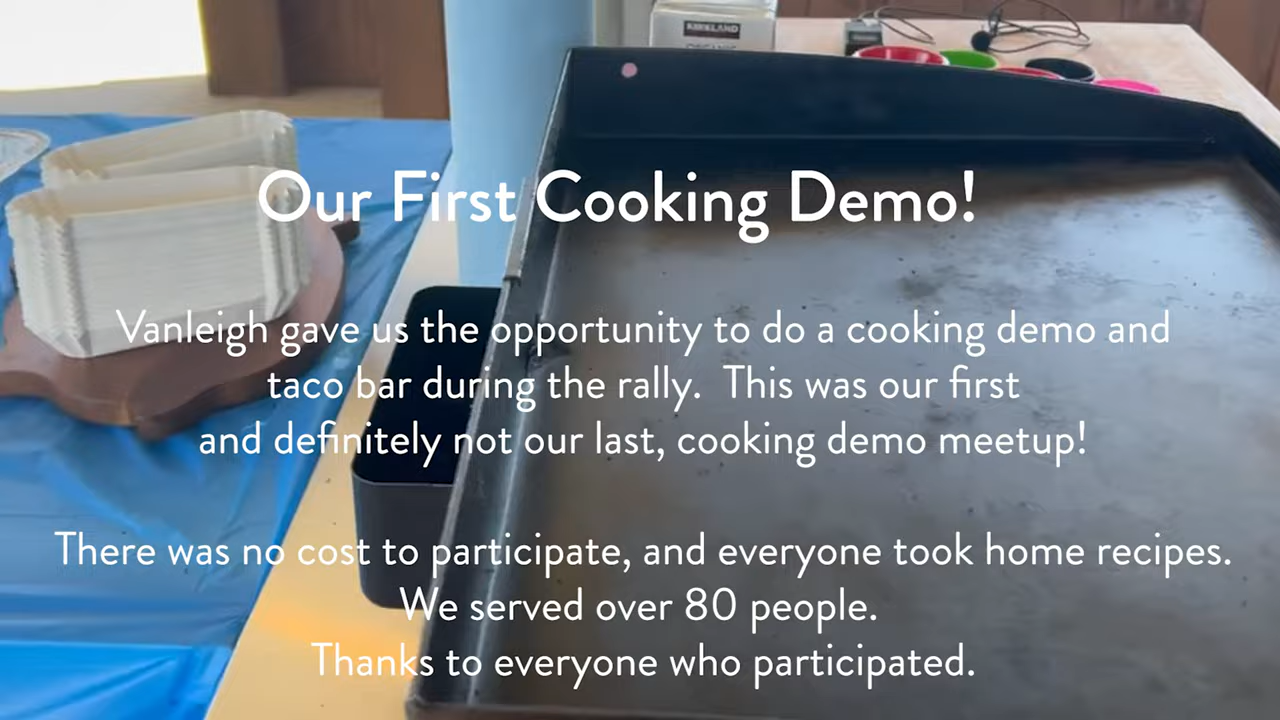 KIRKLAND
ORGANIC
Our First Cooking Demo!
Vanleigh gave us the opportunity to do a cooking demo and
taco bar during the rally.  This was our first
and definitely not our last, cooking demo meetup!
There was no cost to participate, and everyone took home recipes.
We served over 80 people.
Thanks to everyone who participated.